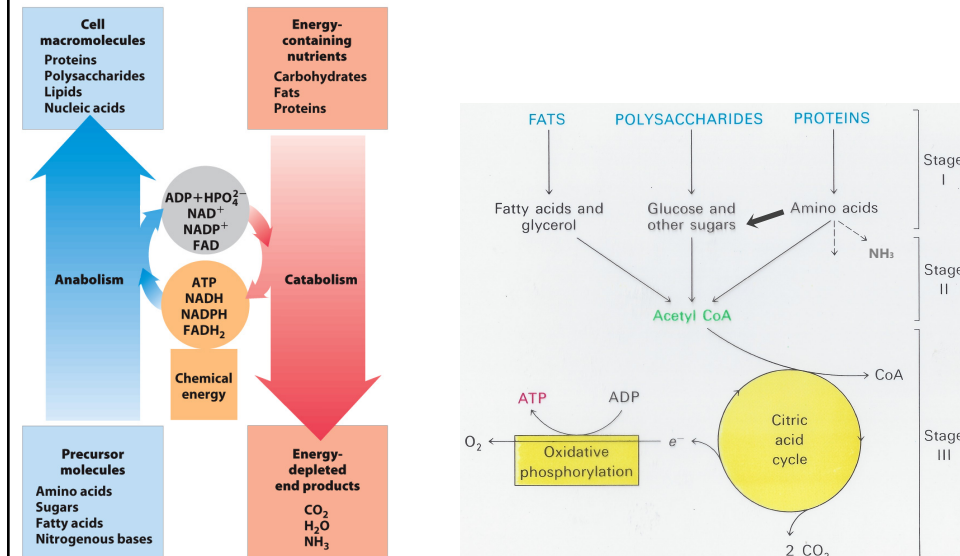 Cell
macromolecules
Proteins
Polysaccharides
Lipids
Nucleic acids
Energy-
containing
nutrients
Carbohydrates
Fats
Proteins
ADP+HPO₄²⁻
NAD⁺
NADP⁺
FAD
Anabolism
Catabolism
ATP
NADH
NADPH
FADH₂
Chemical
energy
Precursor
molecules
Amino acids
Sugars
Fatty acids
Nitrogenous bases
Energy-
depleted
end products
CO₂
H₂O
NH₃
FATS
POLYSACCHARIDES
PROTEINS
Stage
I
Fatty acids and
glycerol
Glucose and
other sugars
Amino acids
NH₃
Stage
II
Acetyl CoA
CoA
ATP
ADP
Citric
acid
cycle
O₂
Oxidative
phosphorylation
e⁻
Stage
III
2 CO₂